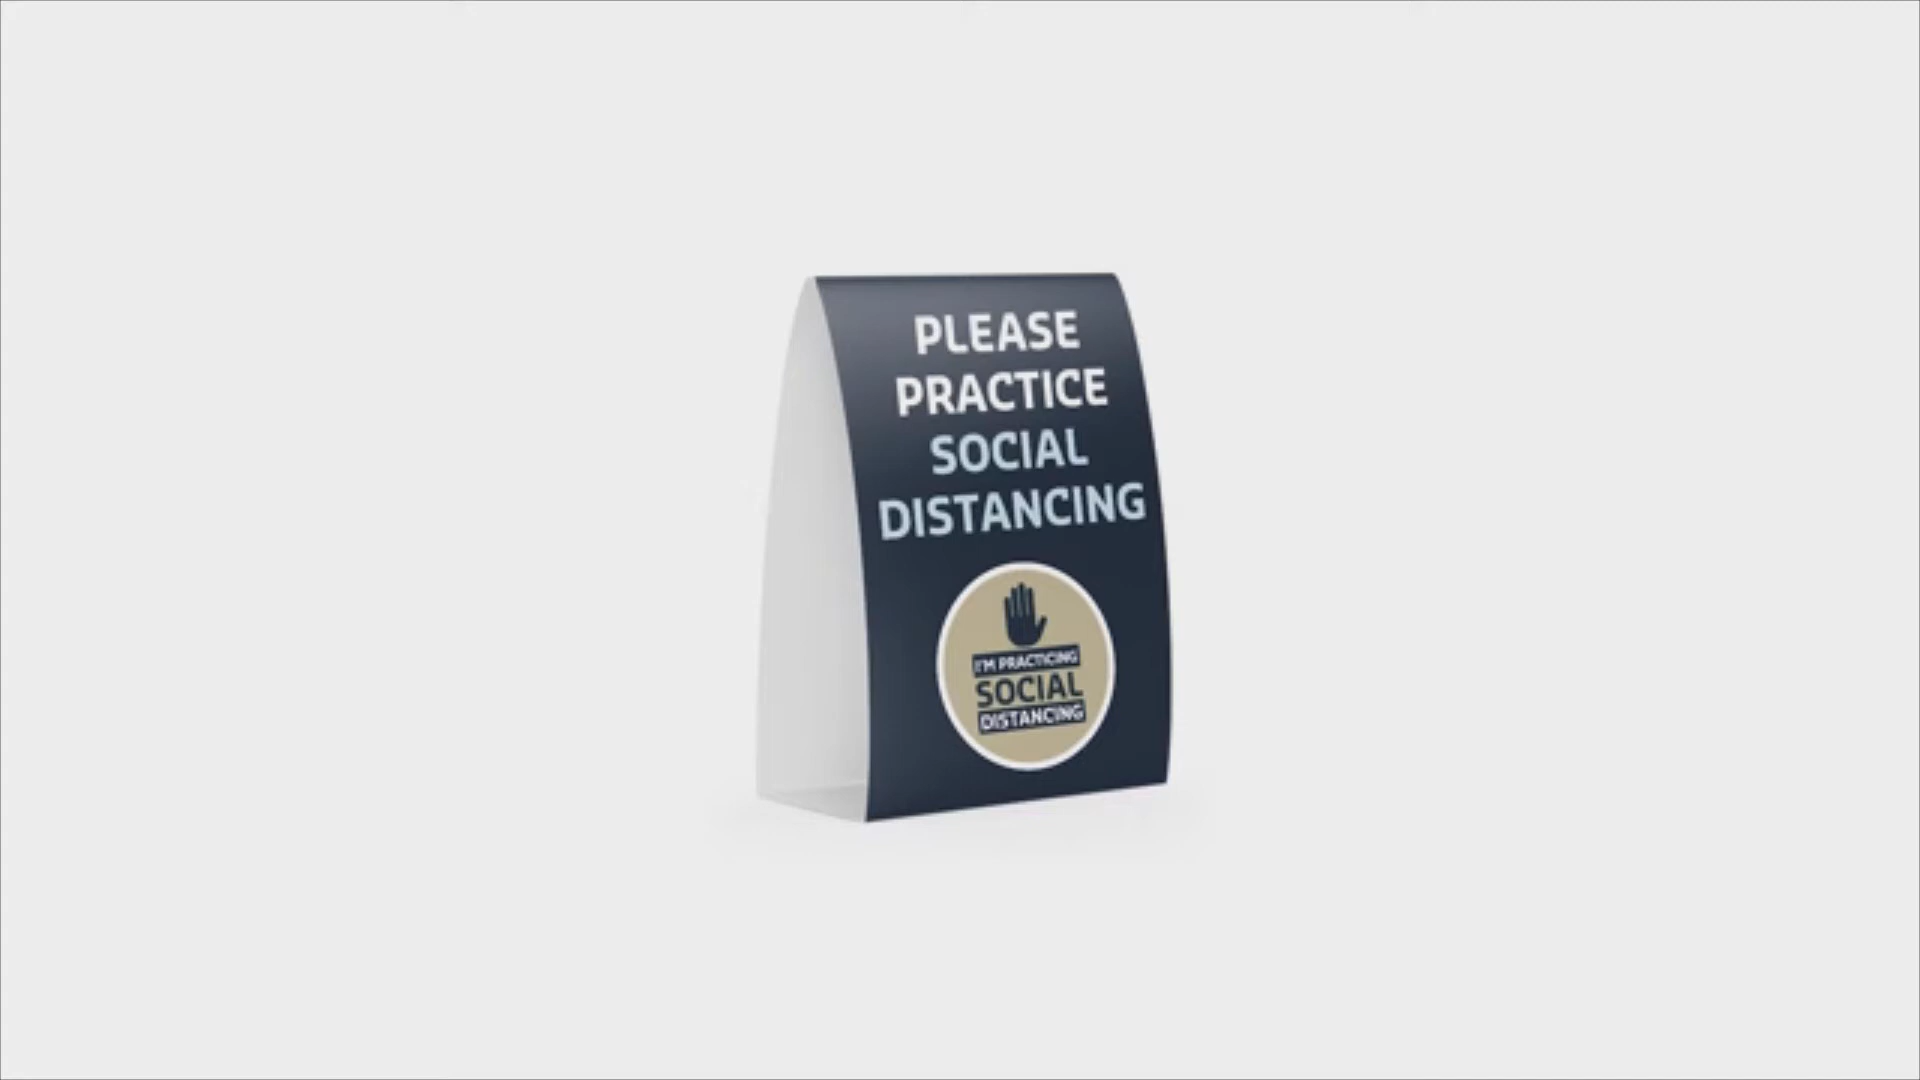 PLEASE
PRACTICE
SOCIAL
DISTANCING
I'M PRACTICING
SOCIAL
DISTANCING